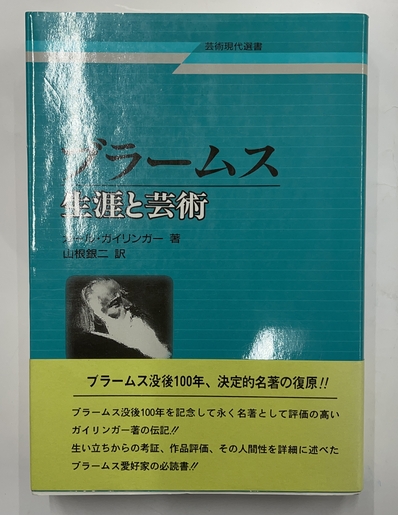 芸術現代選書
ブラームス
生涯と芸術
カール・ガイリンガー 著
山根銀二 訳
ブラームス没後100年、決定的名著の復原!!
ブラームス没後100年を記念して永く名著として評価の高い
ガイリンガー著の伝記!!
生い立ちからの考証、作品評価、その人間性を詳細に述べた
ブラームス愛好家の必読書!!